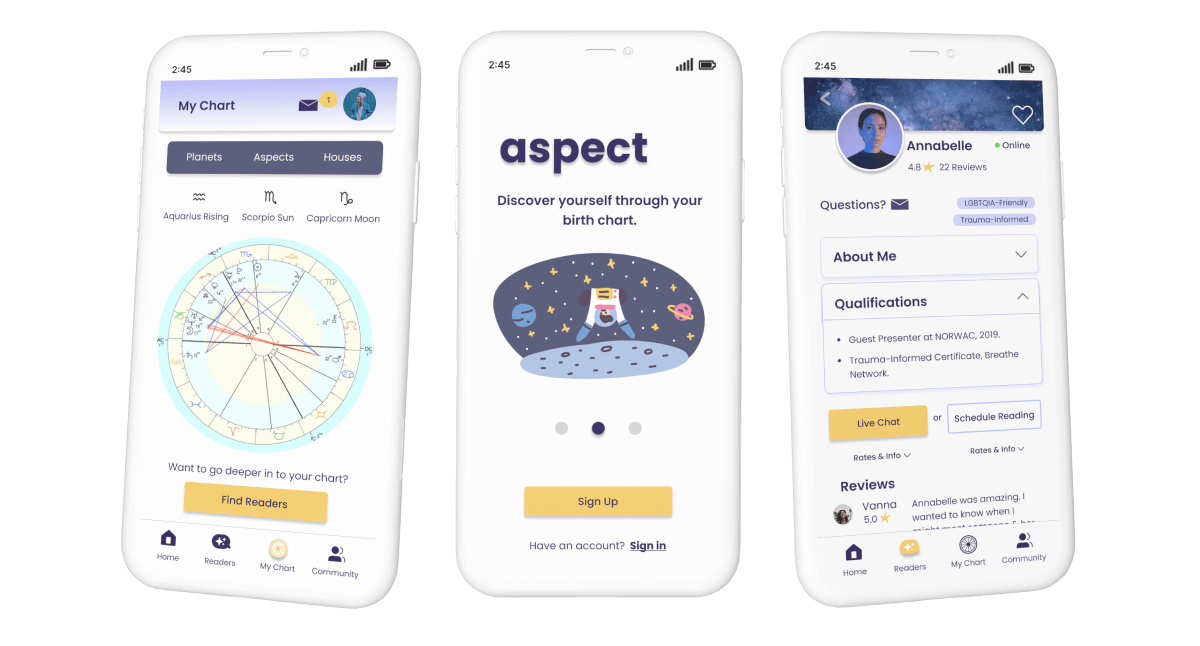 2:45
My Chart
1
Planets Aspects Houses
Aquarius Rising Scorpio Sun Capricorn Moon
Want to go deeper in to your chart?
Find Readers
Home Readers My Chart Community
2:45
aspect
Discover yourself through your
birth chart.
Sign Up
Have an account? Sign in
2:45
Annabelle
Online
4.8 22 Reviews
Questions?
LGBTQIA-Friendly
Trauma-Informed
About Me
Qualifications
• Guest Presenter at NORWAC, 2019.
• Trauma-Informed Certificate, Breathe
Network.
Live Chat or Schedule Reading
Rates & Info Rates & Info
Reviews
Vanna
5.0
Annabelle was amazing. I
wanted to know when I
might meet someone
Home Readers My Chart Community